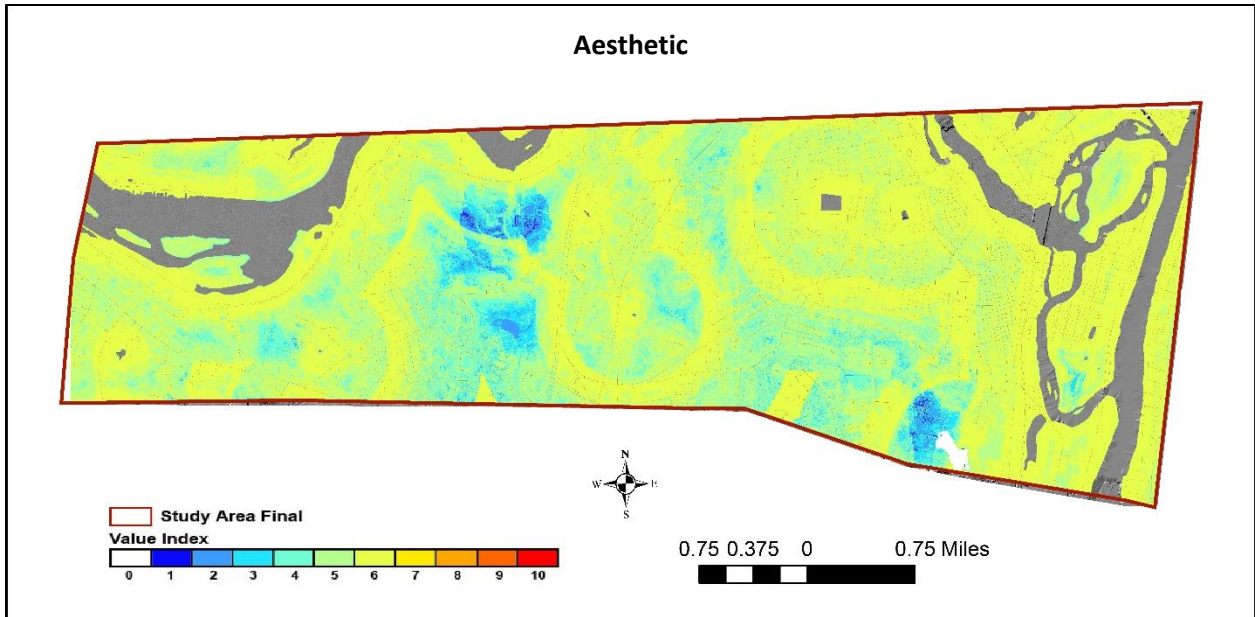 Aesthetic
N
W E
S
Study Area Final
Value Index
0 1 2 3 4 5 6 7 8 9 10
0.75 0.375 0 0.75 Miles